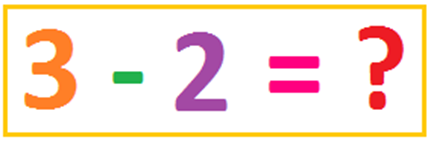 3 - 2 = ?